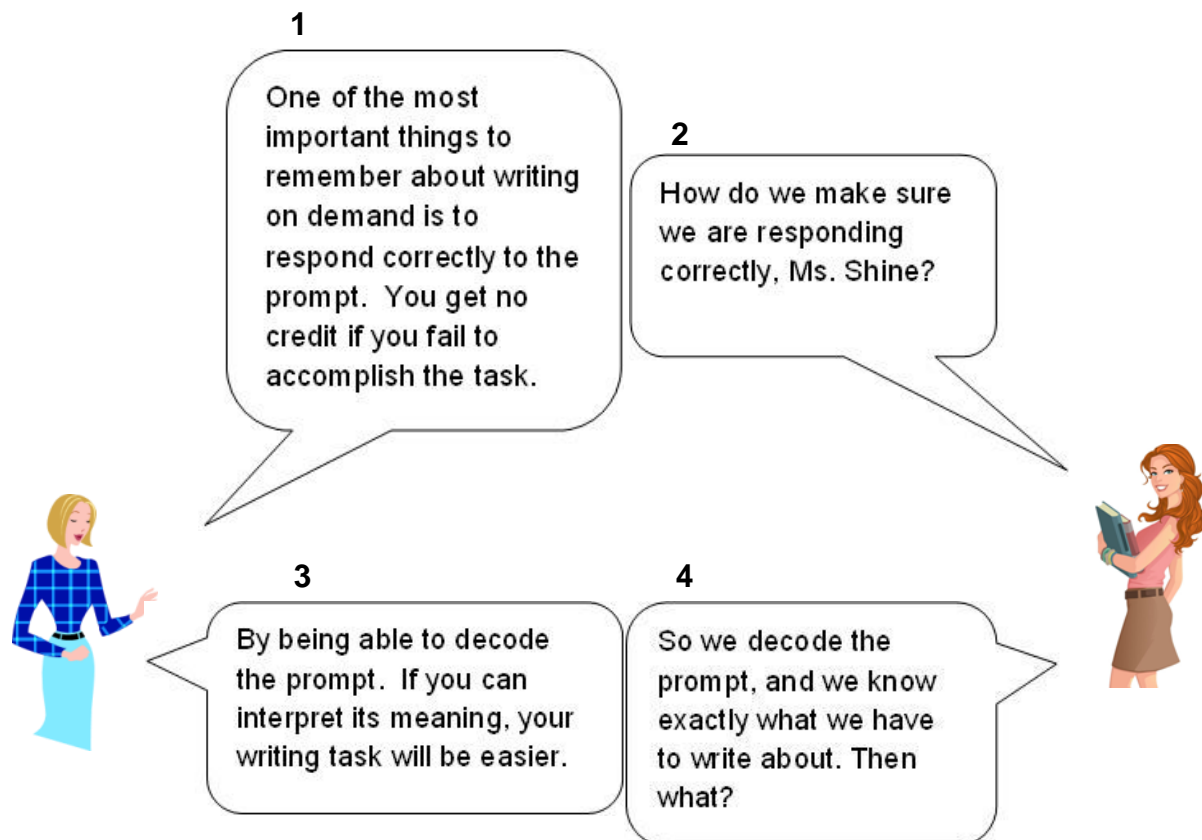 1
One of the most
important things to
remember about writing
on demand is to
respond correctly to the
prompt.  You get no
credit if you fail to
accomplish the task.
2
How do we make sure
we are responding
correctly, Ms. Shine?
3
By being able to decode
the prompt.  If you can
interpret its meaning, your
writing task will be easier.
4
So we decode the
prompt, and we know
exactly what we have
to write about. Then
what?